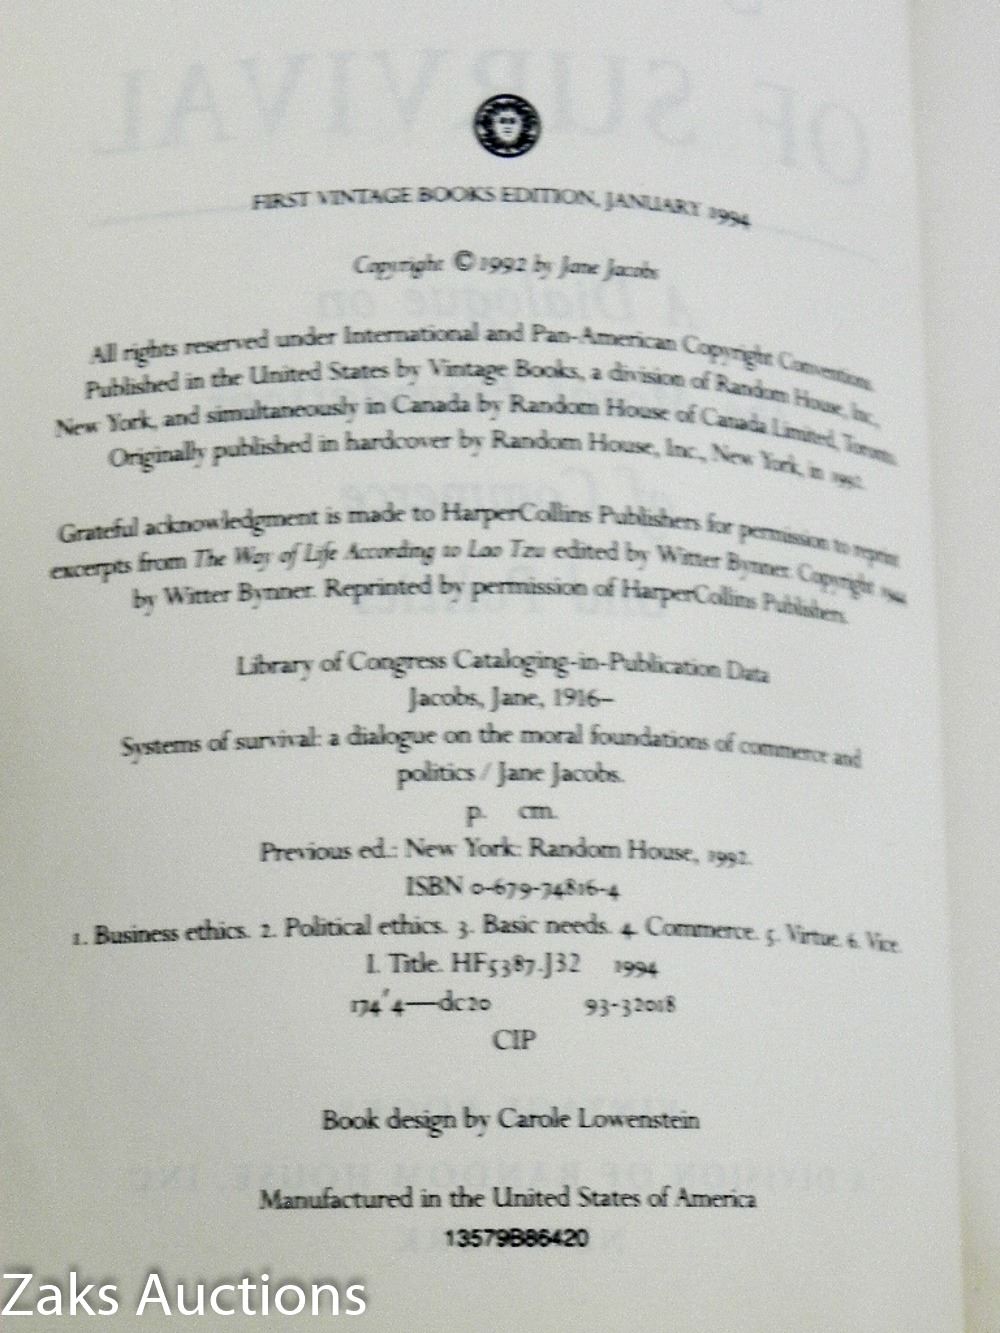 FIRST VINTAGE BOOKS EDITION, JANUARY 1994
Copyright © 1992 by Jane Jacobs
All rights reserved under International and Pan-American Copyright Conventions.
Published in the United States by Vintage Books, a division of Random House, Inc.,
New York, and simultaneously in Canada by Random House of Canada Limited, Toronto.
Originally published in hardcover by Random House, Inc., New York, in 1992.
Grateful acknowledgment is made to HarperCollins Publishers for permission to reprint
excerpts from The Way of Life According to Lao Tzu edited by Witter Bynner. Copyright 1944
by Witter Bynner. Reprinted by permission of HarperCollins Publishers.
Library of Congress Cataloging-in-Publication Data
Jacobs, Jane, 1916–
Systems of survival: a dialogue on the moral foundations of commerce and
politics / Jane Jacobs.
p. cm.
Previous ed.: New York: Random House, 1992.
ISBN 0-679-74816-4
1. Business ethics. 2. Political ethics. 3. Basic needs. 4. Commerce. 5. Virtue. 6. Vice.
I. Title. HF5387.J32 1994
174'4—dc20 93-32018
CIP
Book design by Carole Lowenstein
Manufactured in the United States of America
13579B86420
Zaks Auctions